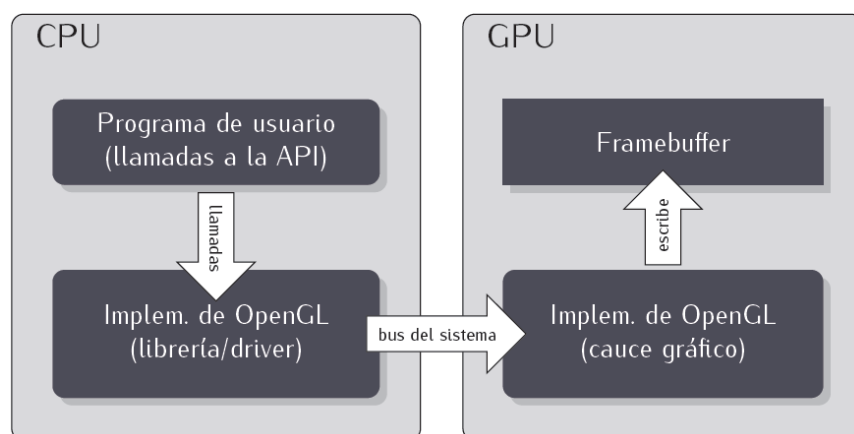 CPU
Programa de usuario
(llamadas a la API)
llamadas
Implem. de OpenGL
(librería/driver)
bus del sistema
GPU
Framebuffer
escribe
Implem. de OpenGL
(cauce gráfico)